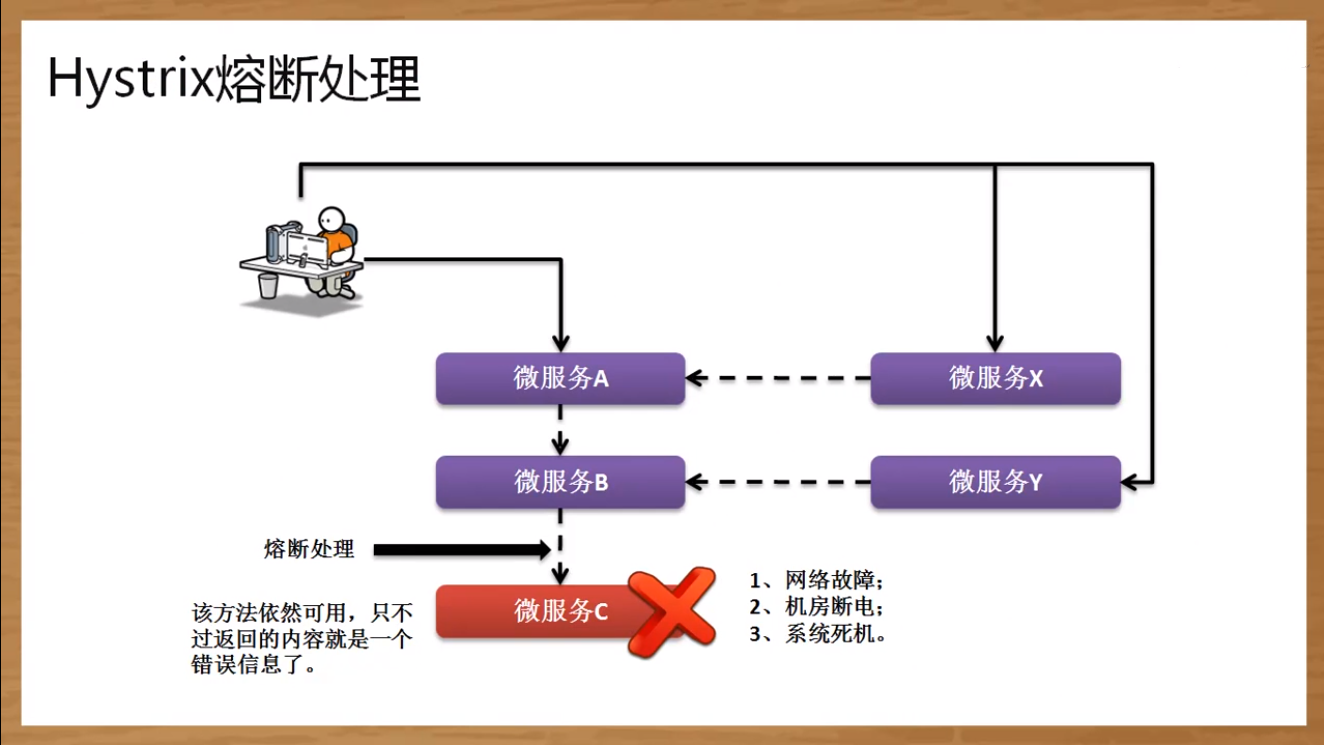 Hystrix熔断处理
微服务A
微服务X
微服务B
微服务Y
熔断处理
该方法依然可用，只不
过返回的内容就是一个
错误信息了。
微服务C
1、网络故障；
2、机房断电；
3、系统死机。